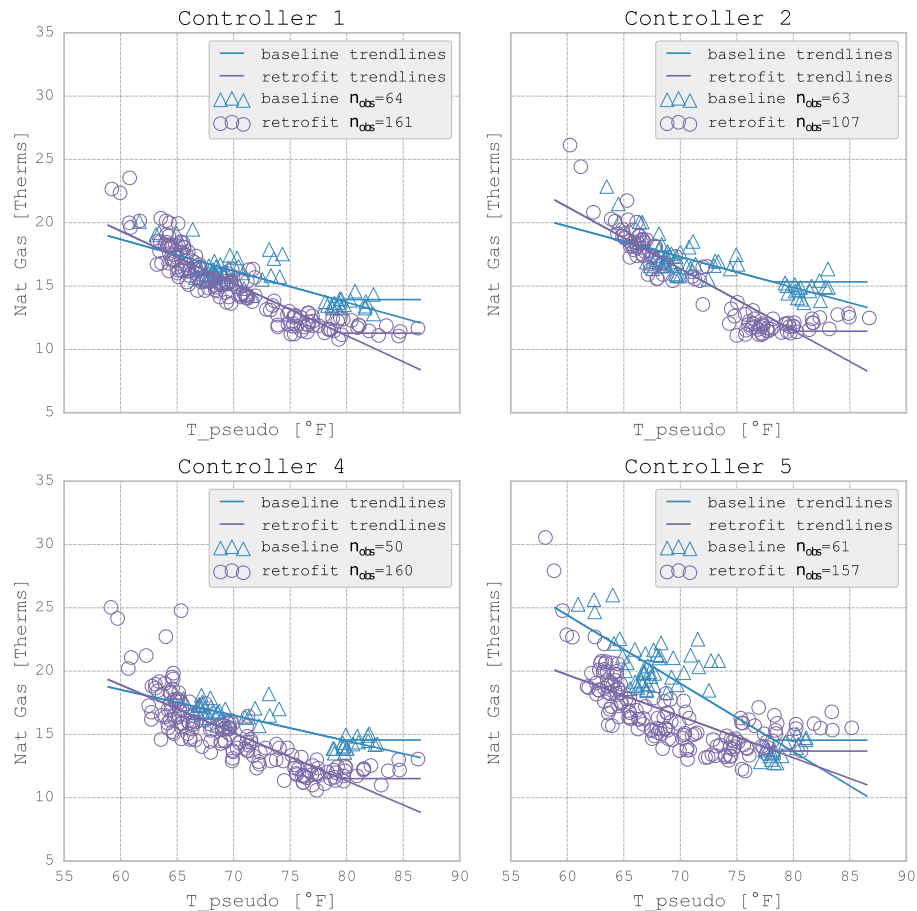 Controller 1
35
30
25
20
15
10
5
Nat Gas [Therms]
T_pseudo [°F]
baseline trendlines
retrofit trendlines
baseline nobs=64
retrofit nobs=161
Controller 2
Nat Gas [Therms]
T_pseudo [°F]
baseline trendlines
retrofit trendlines
baseline nobs=63
retrofit nobs=107
Controller 4
35
30
25
20
15
10
5
Nat Gas [Therms]
55 60 65 70 75 80 85 90
T_pseudo [°F]
baseline trendlines
retrofit trendlines
baseline nobs=50
retrofit nobs=160
Controller 5
Nat Gas [Therms]
55 60 65 70 75 80 85 90
T_pseudo [°F]
baseline trendlines
retrofit trendlines
baseline nobs=61
retrofit nobs=157